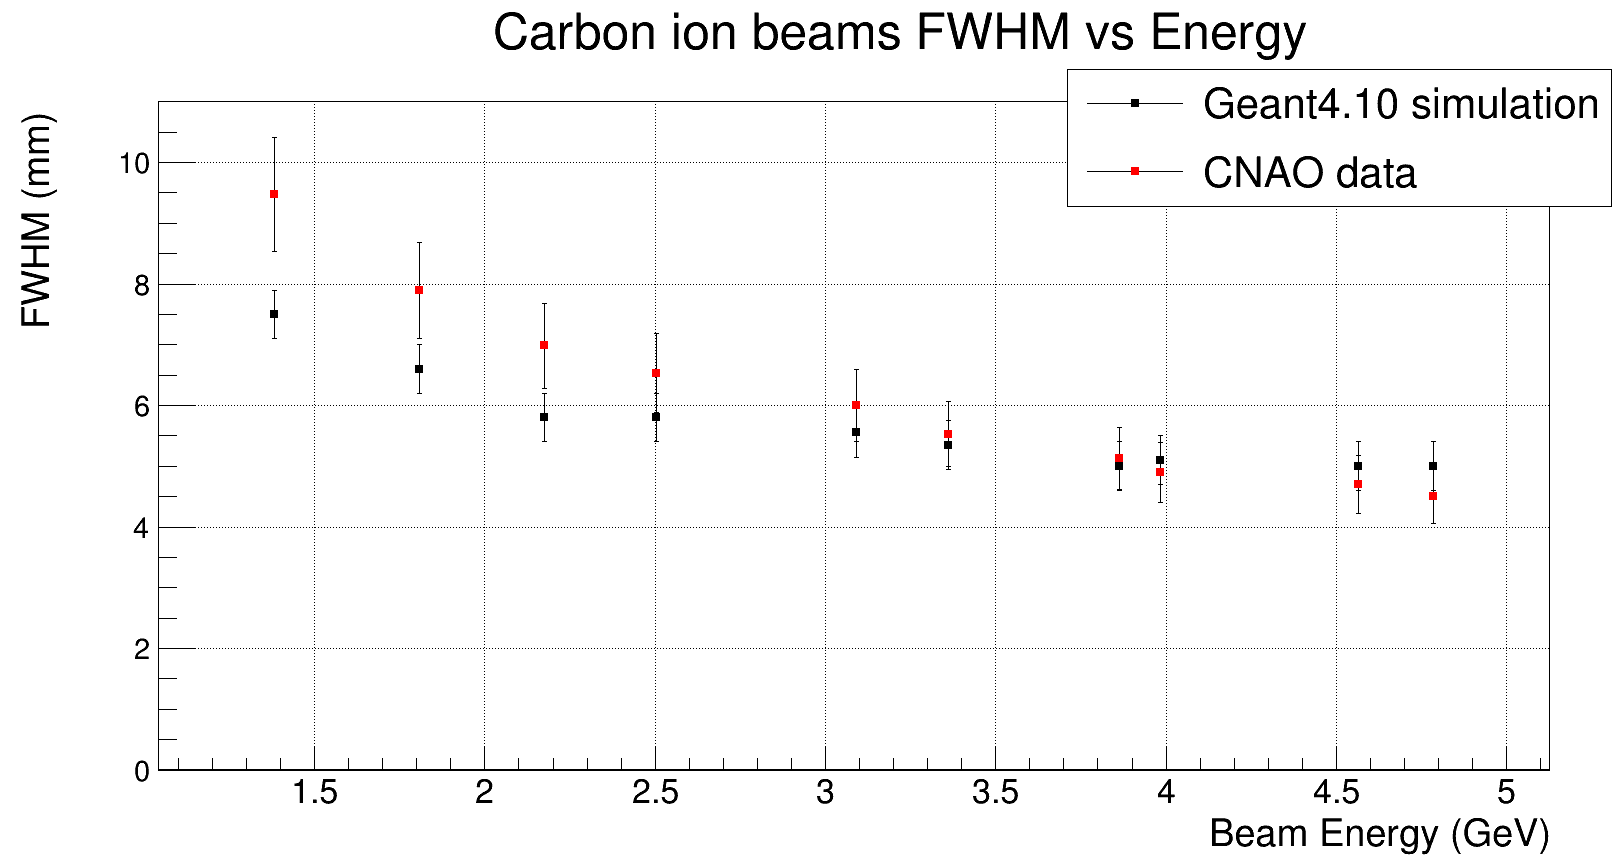 Carbon ion beams FWHM vs Energy
Geant4.10 simulation
CNAO data
FWHM (mm)
10
8
6
4
2
0
1.5 2 2.5 3 3.5 4 4.5 5
Beam Energy (GeV)